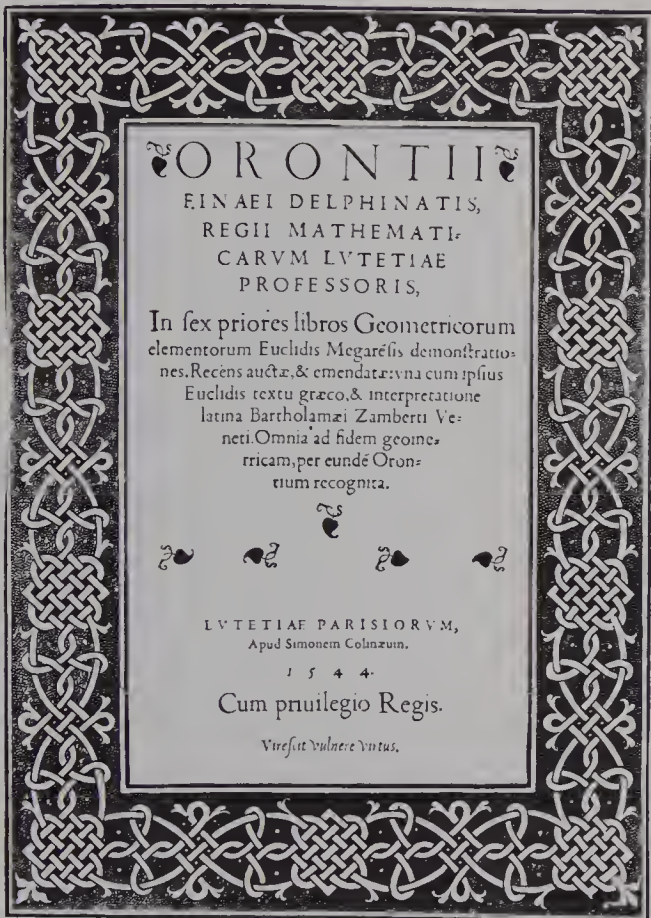 ORONTII
FINAEI DELPHINATIS,
REGII MATHEMATI-
CARVM LVTETIAE
PROFESSORIS,
In ſex priores libros Geometricorum
elementorum Euclidis Megarēſis demonſtratio-
nes. Recens auctæ, & emendatæ: vna cum ipſius
Euclidis textu græco, & interpretatione
latina Bartholamæi Zamberti Ve-
neti. Omnia ad fidem geome-
tricam, per eundē Oron-
tium recognita.
LVTETIAE PARISIORVM,
Apud Simonem Colinæum.
1544.
Cum priuilegio Regis.
Vireſcit vulnere virtus.